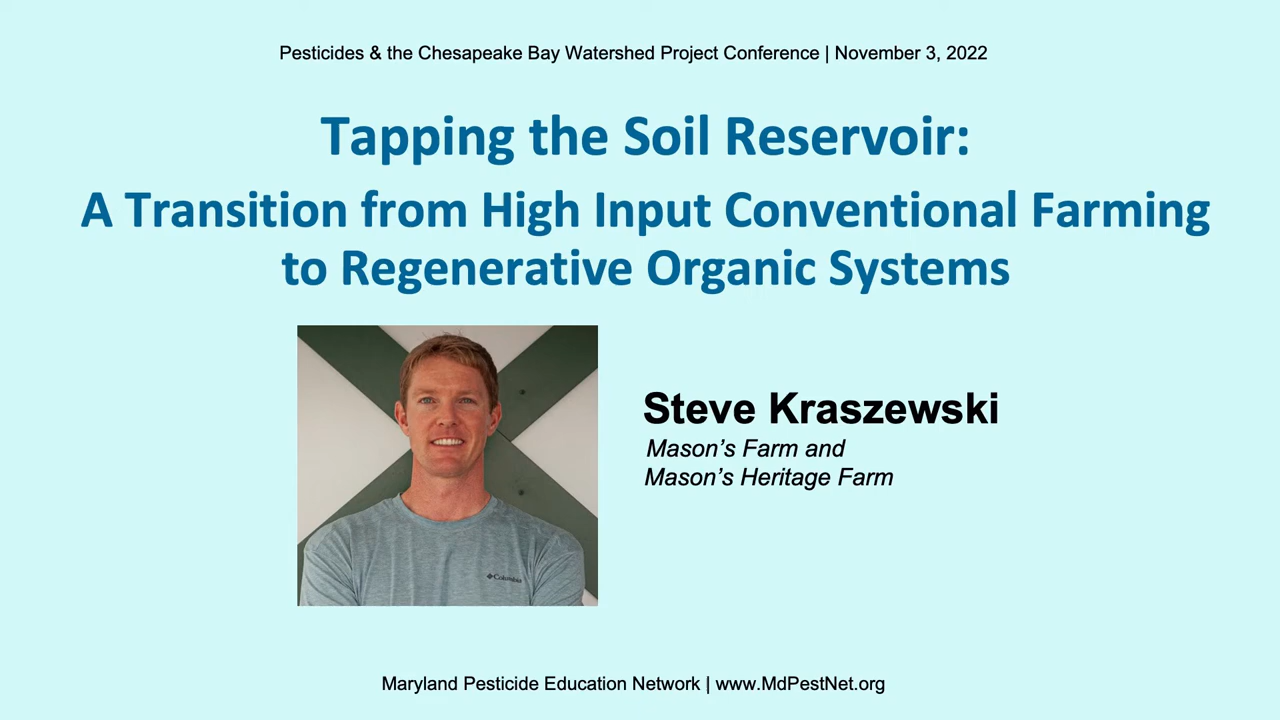 Pesticides & the Chesapeake Bay Watershed Project Conference | November 3, 2022
Tapping the Soil Reservoir:
A Transition from High Input Conventional Farming
to Regenerative Organic Systems
Steve Kraszewski
Mason’s Farm and
Mason’s Heritage Farm
Columbia
Maryland Pesticide Education Network | www.MdPestNet.org